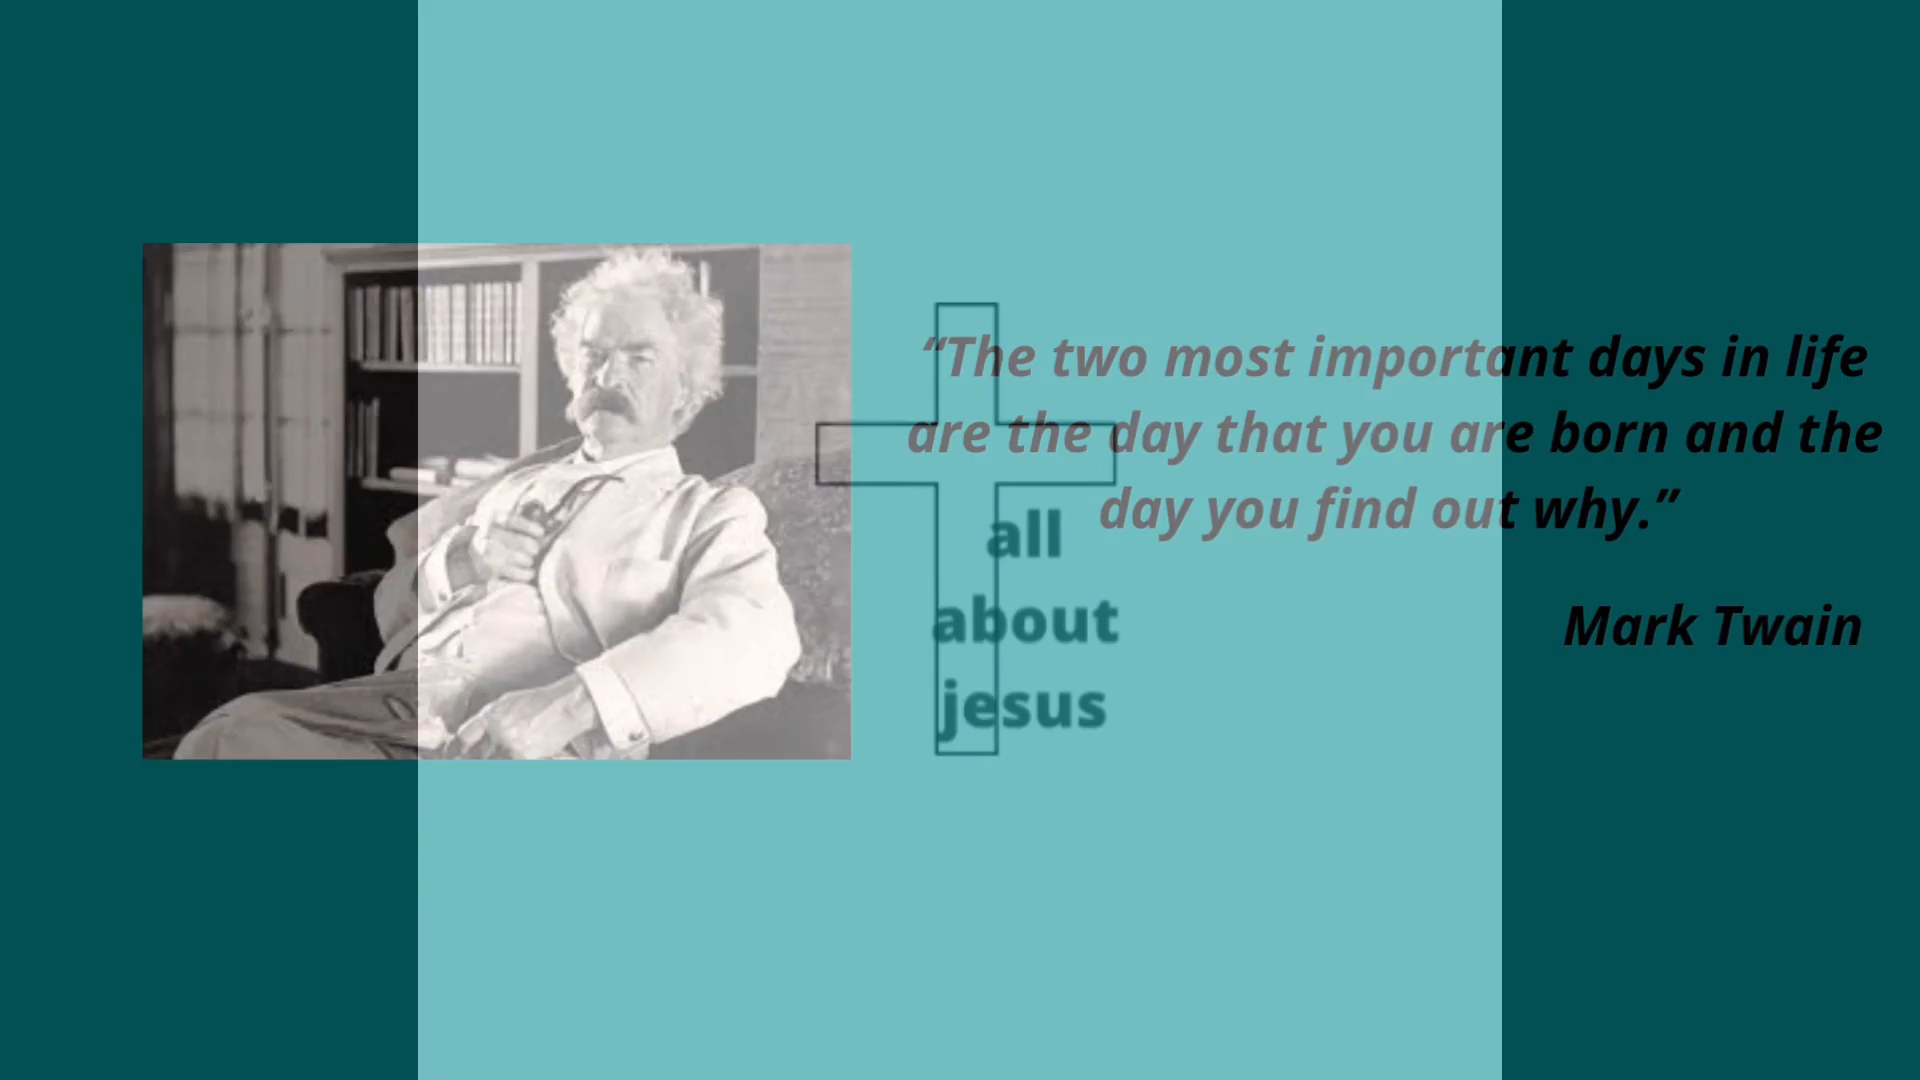 “The two most important days in life
are the day that you are born and the
day you find out why.”
Mark Twain
all
about
jesus